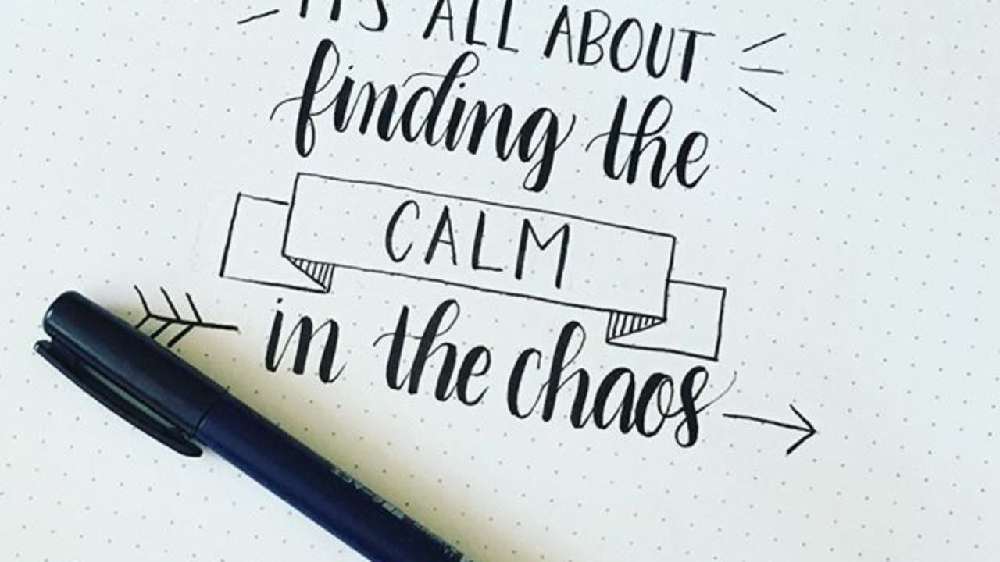 IT'S ALL ABOUT
finding the
CALM
in the chaos